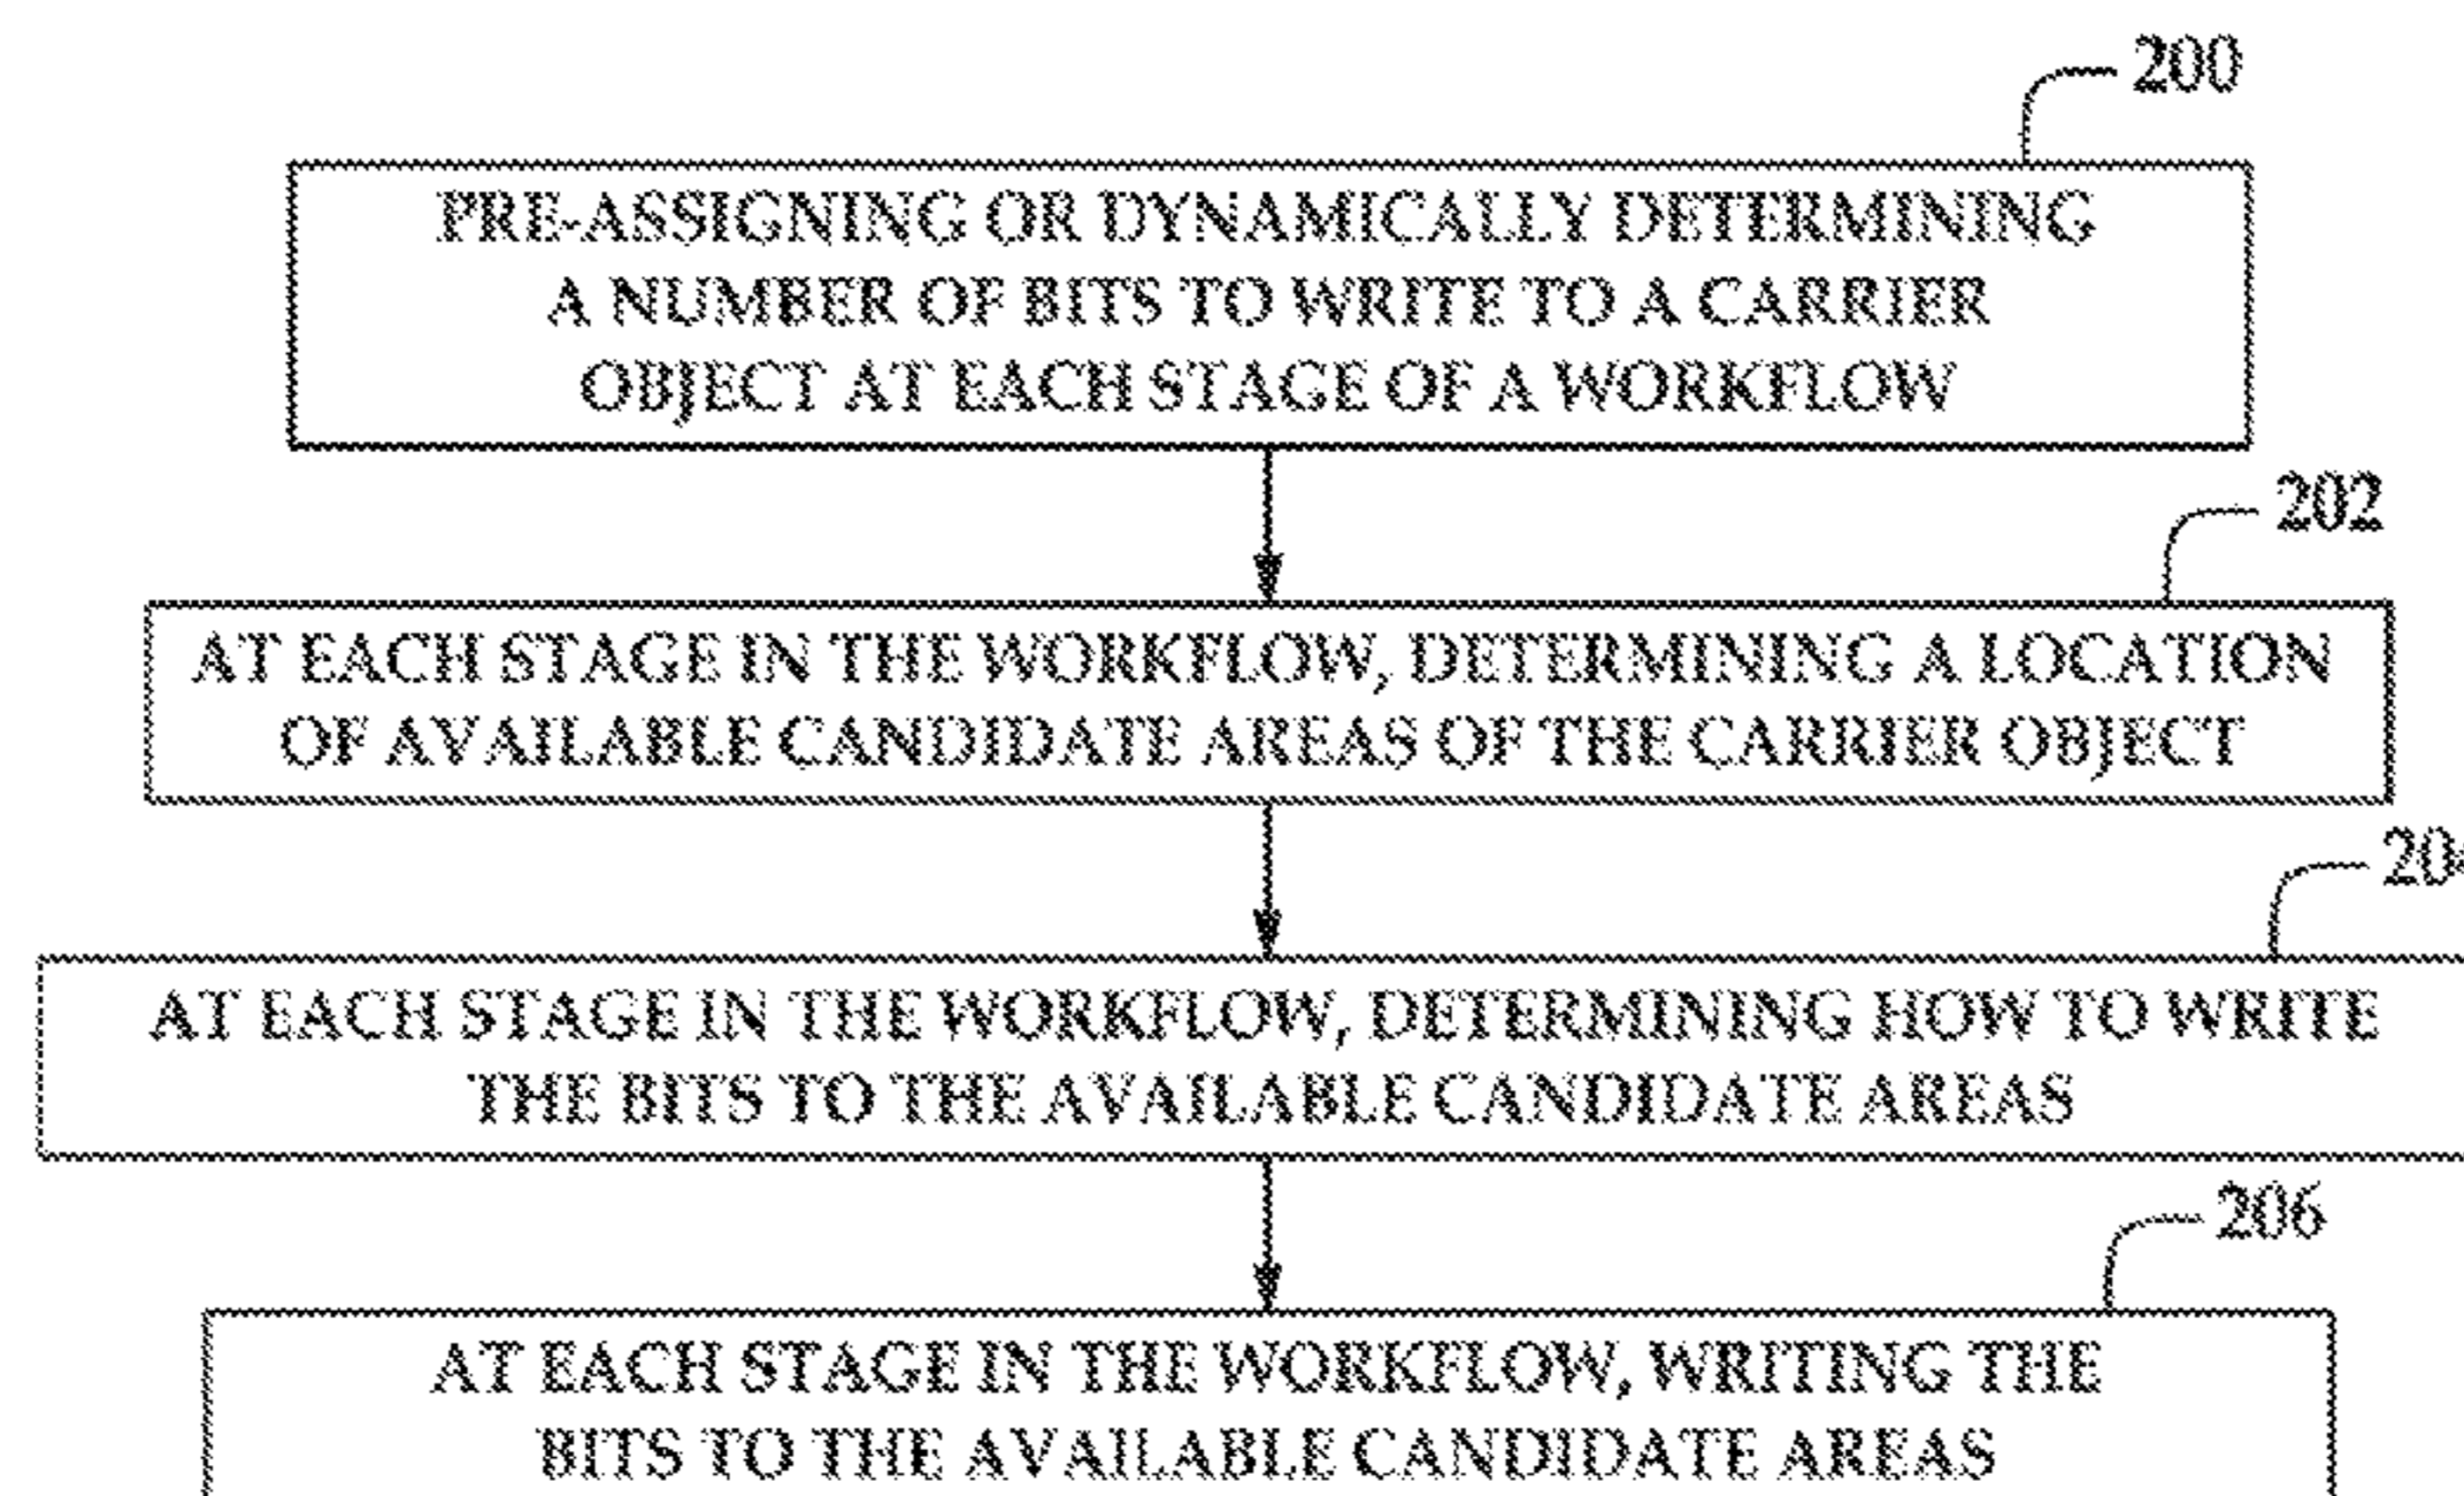 200
PRE-ASSIGNING OR DYNAMICALLY DETERMINING
A NUMBER OF BITS TO WRITE TO A CARRIER
OBJECT AT EACH STAGE OF A WORKFLOW
202
AT EACH STAGE IN THE WORKFLOW, DETERMINING A LOCATION
OF AVAILABLE CANDIDATE AREAS OF THE CARRIER OBJECT
AT EACH STAGE IN THE WORKFLOW, DETERMINING HOW TO WRITE
THE BITS TO THE AVAILABLE CANDIDATE AREAS
206
AT EACH STAGE IN THE WORKFLOW, WRITING THE
BITS TO THE AVAILABLE CANDIDATE AREAS